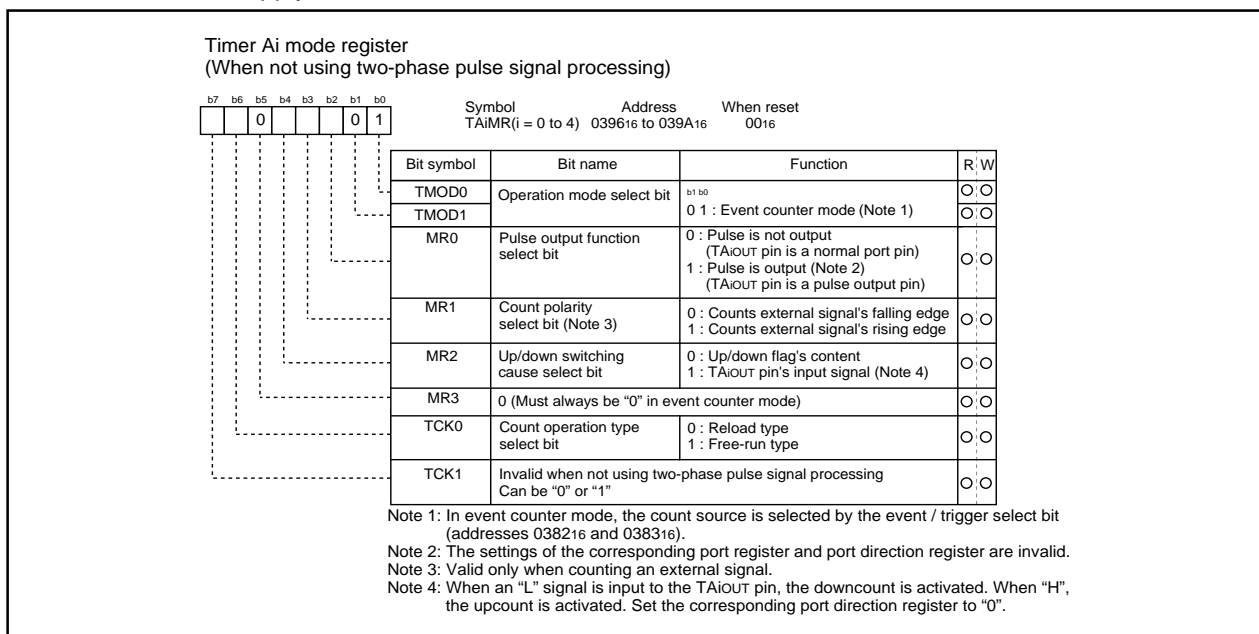 Timer Ai mode register
(When not using two-phase pulse signal processing)
b7 b6 b5 b4 b3 b2 b1 b0
0 0 1
Symbol Address When reset
TAiMR(i = 0 to 4) 039616 to 039A16 0016
Bit symbol Bit name Function R W
TMOD0 Operation mode select bit b1 b0
TMOD1 0 1 : Event counter mode (Note 1)
MR0 Pulse output function 0 : Pulse is not output
select bit (TAiOUT pin is a normal port pin)
1 : Pulse is output (Note 2)
(TAiOUT pin is a pulse output pin)
MR1 Count polarity 0 : Counts external signal's falling edge
select bit (Note 3) 1 : Counts external signal's rising edge
MR2 Up/down switching 0 : Up/down flag's content
cause select bit 1 : TAiOUT pin's input signal (Note 4)
MR3 0 (Must always be “0” in event counter mode)
TCK0 Count operation type 0 : Reload type
select bit 1 : Free-run type
TCK1 Invalid when not using two-phase pulse signal processing
Can be “0” or “1”
Note 1: In event counter mode, the count source is selected by the event / trigger select bit
(addresses 038216 and 038316).
Note 2: The settings of the corresponding port register and port direction register are invalid.
Note 3: Valid only when counting an external signal.
Note 4: When an “L” signal is input to the TAiOUT pin, the downcount is activated. When “H”,
the upcount is activated. Set the corresponding port direction register to “0”.